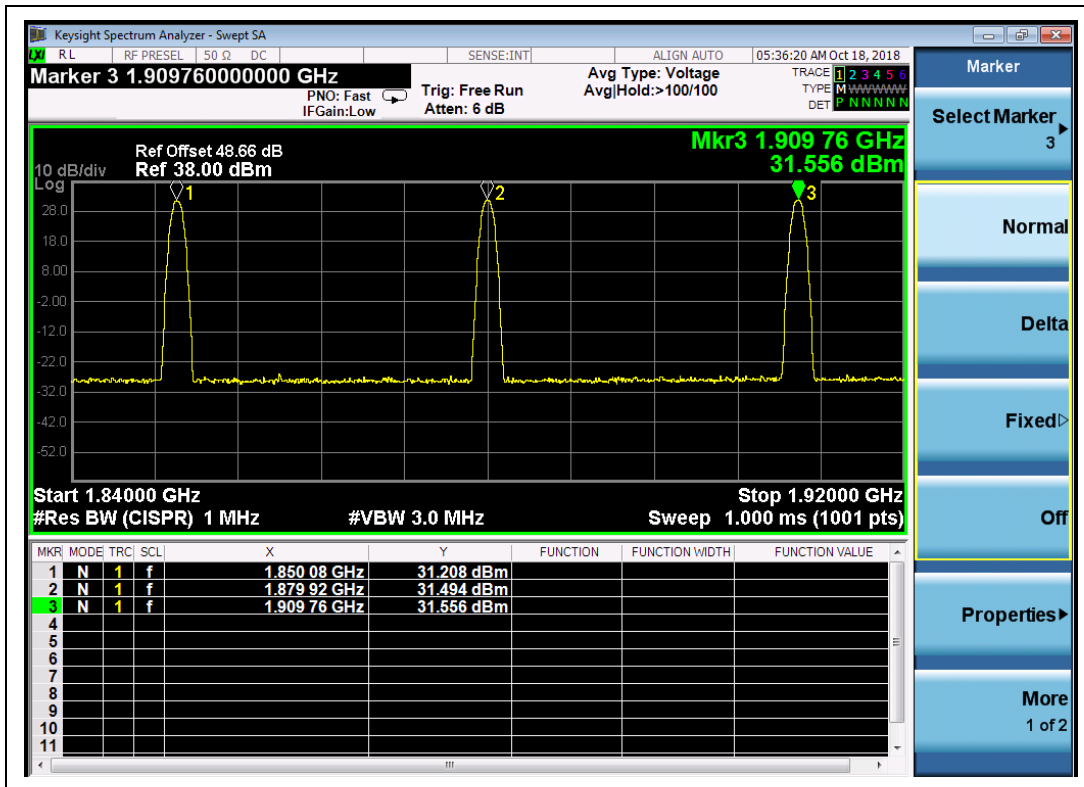 Keysight Spectrum Analyzer - Swept SA
LXI RL RF PRESEL 50 Ω DC SENSE:INT ALIGN AUTO 05:36:20 AM Oct 18, 2018
Marker 3 1.909760000000 GHz
PNO: Fast
IFGain:Low
Trig: Free Run
Atten: 6 dB
Avg Type: Voltage
Avg|Hold:>100/100
TRACE 1 2 3 4 5 6
TYPE M WWWWW
DET P N N N N N
Mkr3 1.909 76 GHz
31.556 dBm
Ref Offset 48.66 dB
10 dB/div Ref 38.00 dBm
Log
1 2 3
28.0
18.0
8.00
-2.00
-12.0
-22.0
-32.0
-42.0
-52.0
Start 1.84000 GHz Stop 1.92000 GHz
#Res BW (CISPR) 1 MHz #VBW 3.0 MHz Sweep 1.000 ms (1001 pts)
MKR MODE TRC SCL X Y FUNCTION FUNCTION WIDTH FUNCTION VALUE
1 N 1 f 1.850 08 GHz 31.208 dBm
2 N 1 f 1.879 92 GHz 31.494 dBm
3 N 1 f 1.909 76 GHz 31.556 dBm
4
5
6
7
8
9
10
11
Marker
Select Marker
3
Normal
Delta
Fixed
Off
Properties
More
1 of 2